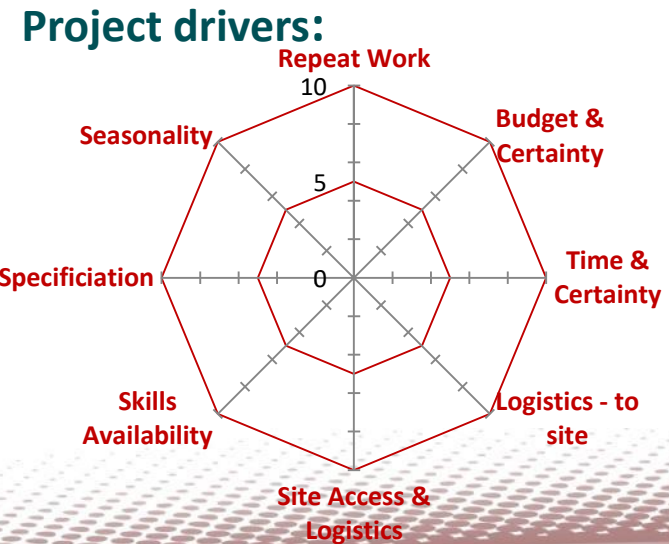 Project drivers:
Repeat Work
10
Budget &
Certainty
Seasonality
5
Time &
Certainty
0
Specificiation
Logistics - to
site
Skills
Availability
Site Access &
Logistics